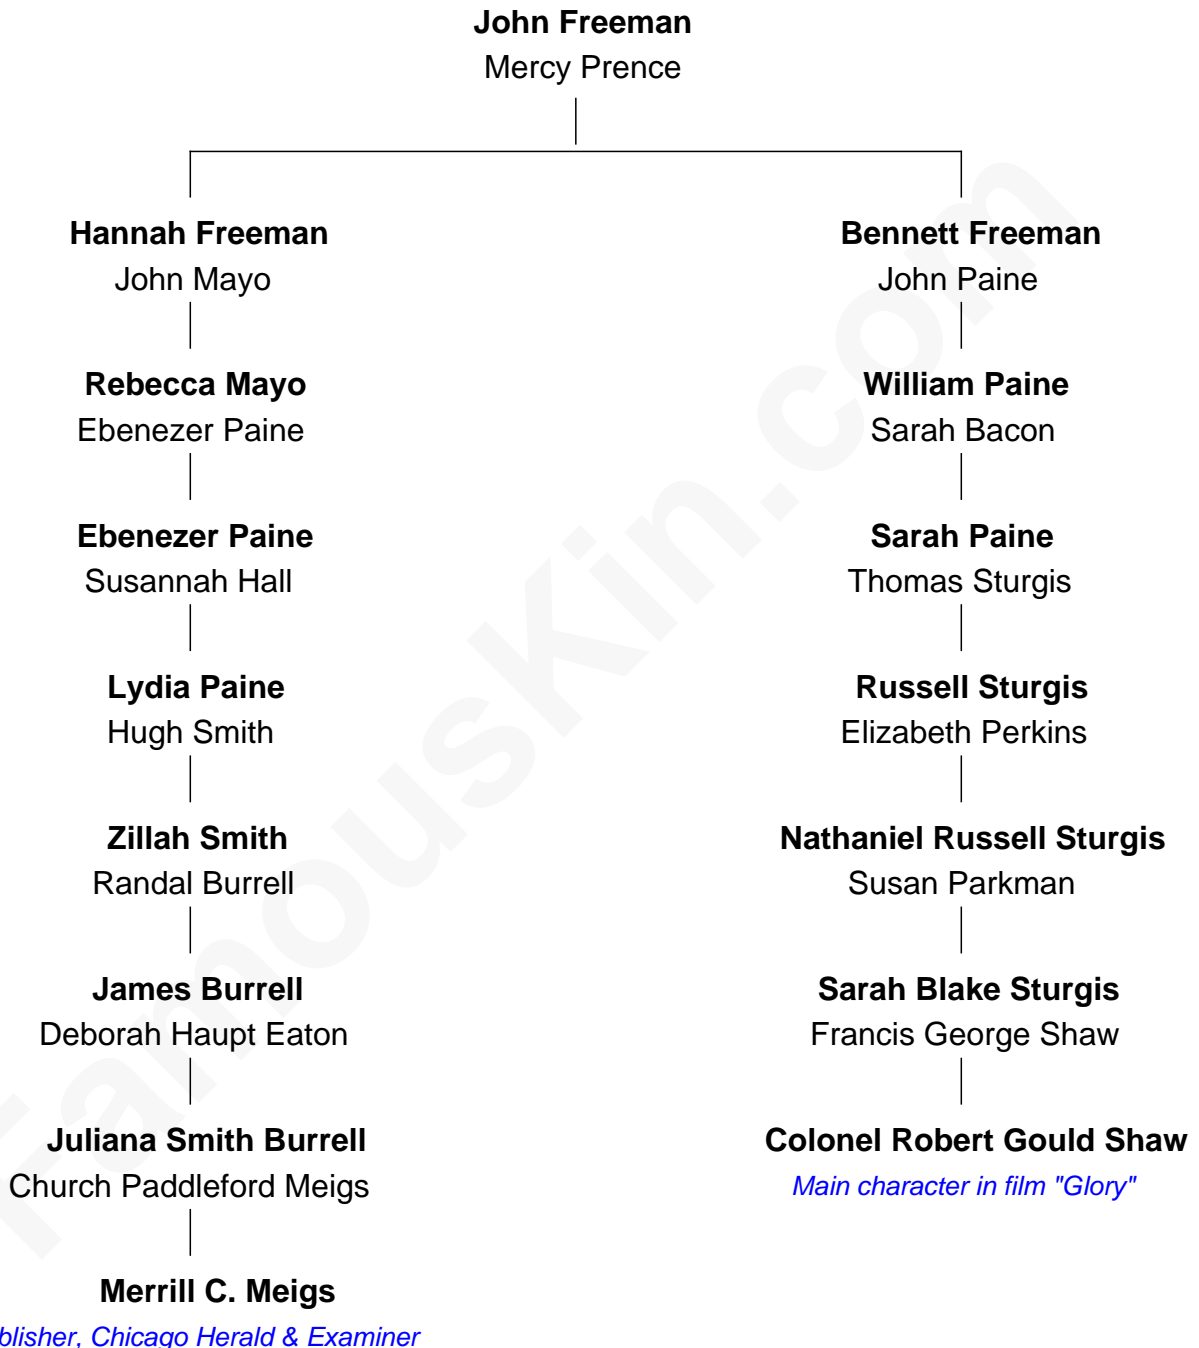 John Freeman
Mercy Prence
Hannah Freeman
John Mayo
Bennett Freeman
John Paine
Rebecca Mayo
Ebenezer Paine
William Paine
Sarah Bacon
Ebenezer Paine
Susannah Hall
Sarah Paine
Thomas Sturgis
Lydia Paine
Hugh Smith
Russell Sturgis
Elizabeth Perkins
Zillah Smith
Randal Burrell
Nathaniel Russell Sturgis
Susan Parkman
James Burrell
Deborah Haupt Eaton
Sarah Blake Sturgis
Francis George Shaw
Juliana Smith Burrell
Church Paddleford Meigs
Colonel Robert Gould Shaw
Main character in film "Glory"
Merrill C. Meigs
blisher, Chicago Herald & Examiner
FamousKin.com